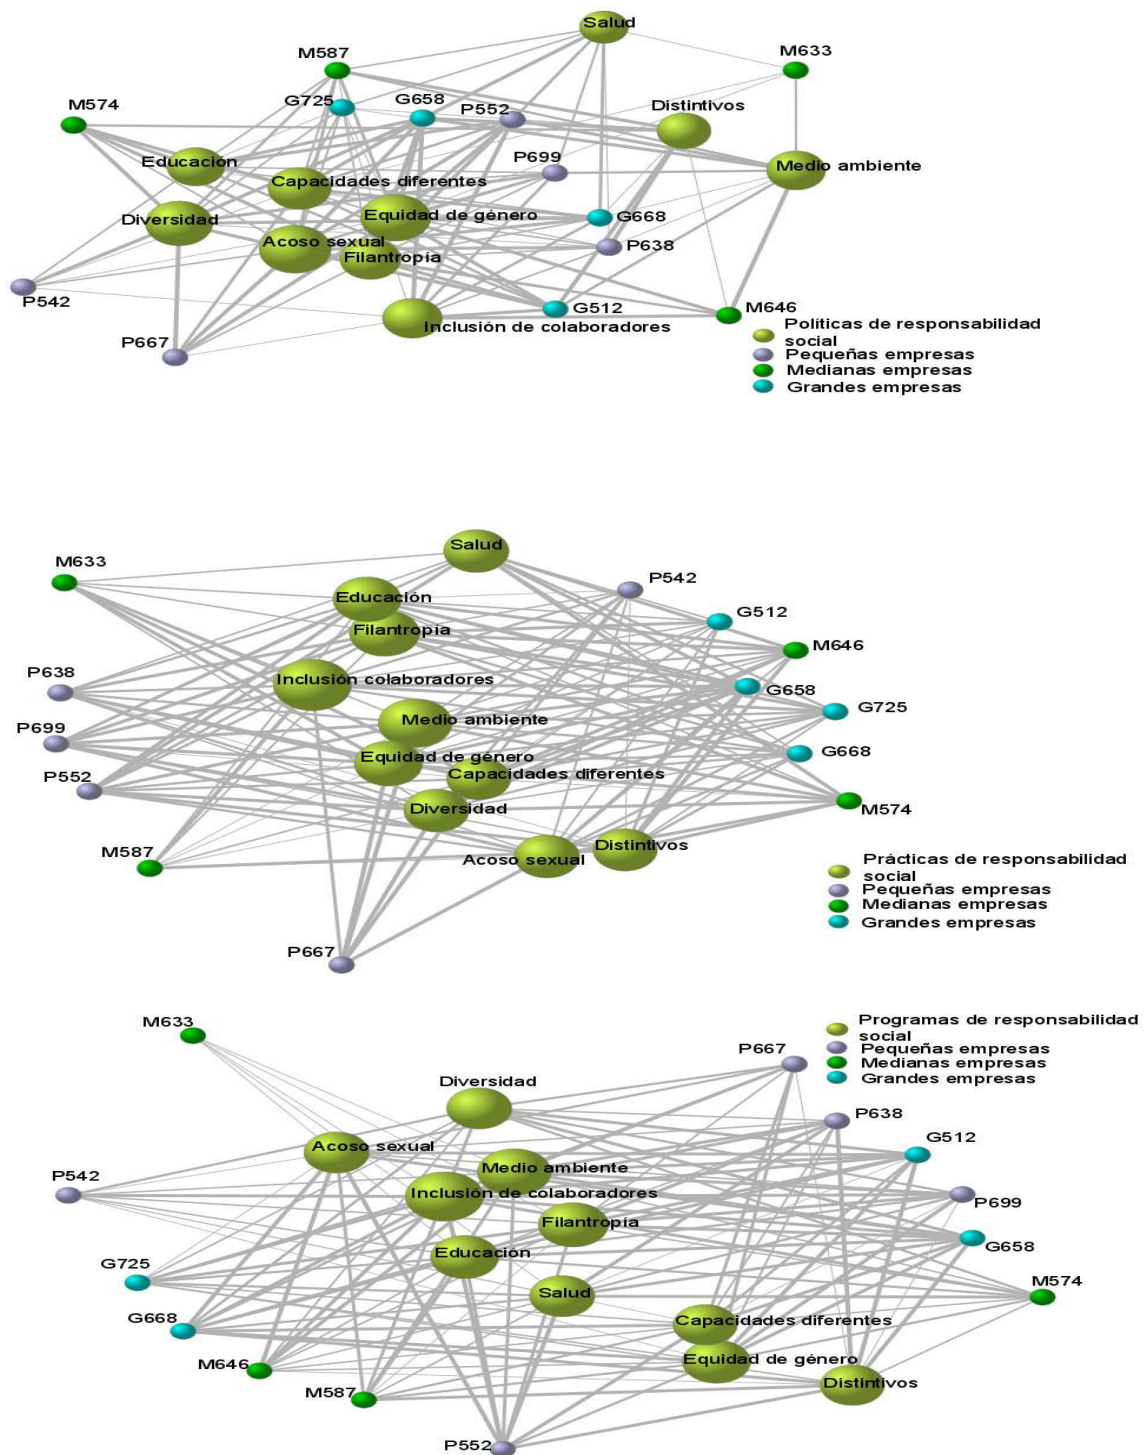 Salud
M587
M633
G725
G658
P552
Distintivos
M574
Educación
P699
Medio ambiente
Capacidades diferentes
Diversidad
Equidad de género
G668
Acoso sexual
P638
Filantropía
P542
G512
M646
Inclusión de colaboradores
P667
Políticas de responsabilidad
social
Pequeñas empresas
Medianas empresas
Grandes empresas
Salud
M633
P542
Educación
G512
Filantropía
M646
P638
Inclusión colaboradores
G658
G725
P699
Medio ambiente
G668
Equidad de género
P552
Capacidades diferentes
M574
Diversidad
M587
Acoso sexual
Distintivos
P667
Prácticas de responsabilidad
social
Pequeñas empresas
Medianas empresas
Grandes empresas
M633
Programas de responsabilidad
social
Pequeñas empresas
Medianas empresas
Grandes empresas
P667
Diversidad
P638
Acoso sexual
G512
P542
Medio ambiente
Inclusión de colaboradores
P699
Filantropía
G658
Educación
G725
M574
Salud
G668
Capacidades diferentes
M646
Equidad de género
M587
Distintivos
P552